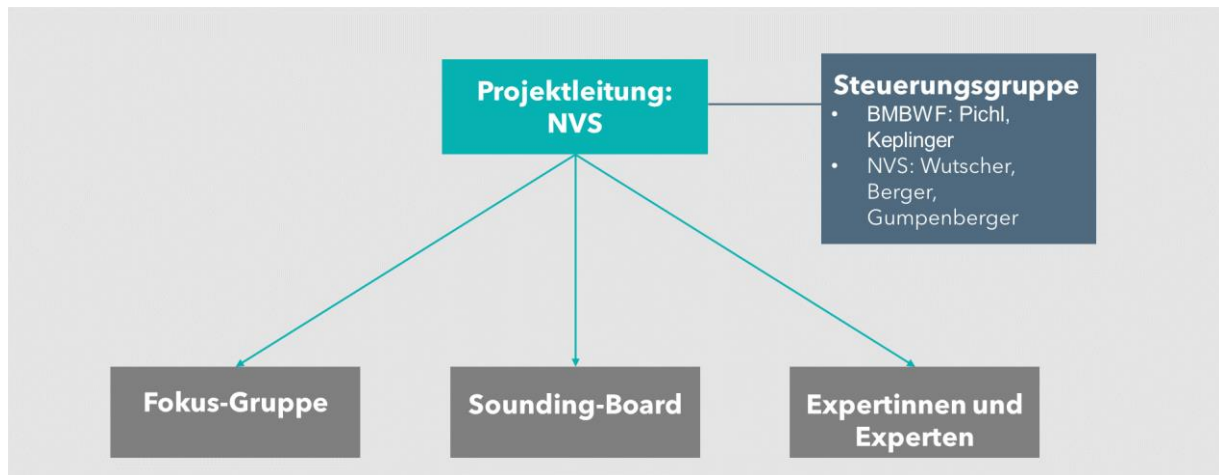 Projektleitung:
NVS
Steuerungsgruppe
• BMBWF: Pichl,
Keplinger
• NVS: Wutscher,
Berger,
Gumpenberger
Fokus-Gruppe
Sounding-Board
Expertinnen und
Experten